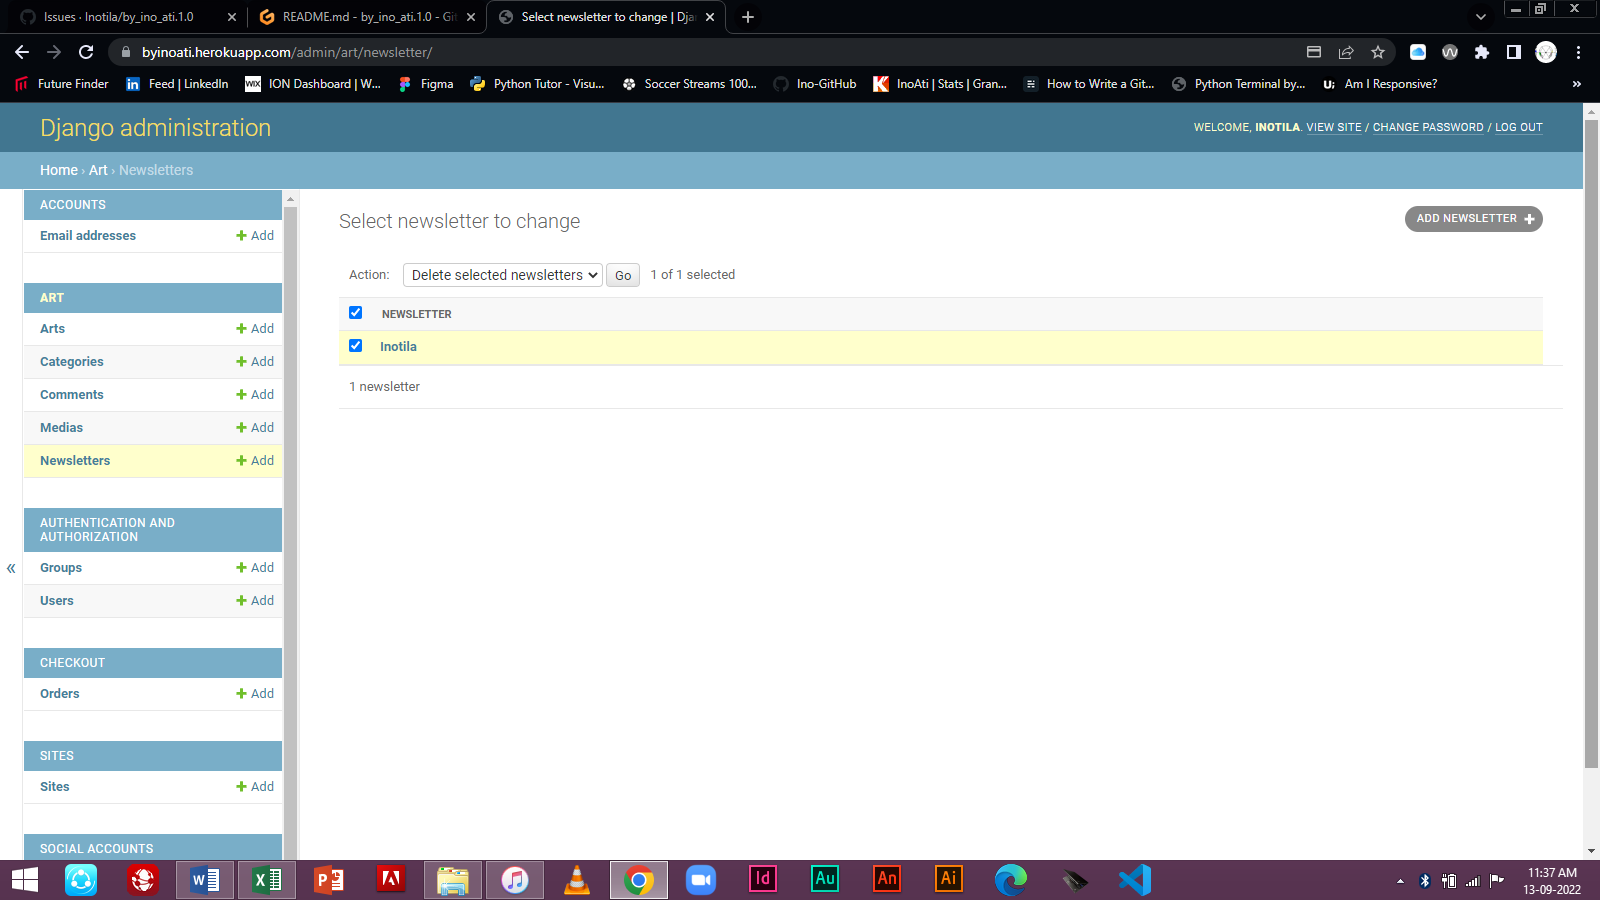 Issues · Inotila/by_ino_ati.1.0
README.md - by_ino_ati.1.0 - Git
Select newsletter to change | Dja
byinoati.herokuapp.com/admin/art/newsletter/
Future Finder
Feed | LinkedIn
WIX ION Dashboard | W...
Figma
Python Tutor - Visu...
Soccer Streams 100...
Ino-GitHub
InoAti | Stats | Gran...
How to Write a Git...
Python Terminal by...
Am I Responsive?
Django administration
WELCOME, INOTILA. VIEW SITE / CHANGE PASSWORD / LOG OUT
Home › Art › Newsletters
ACCOUNTS
Email addresses Add
ART
Arts Add
Categories Add
Comments Add
Medias Add
Newsletters Add
AUTHENTICATION AND
AUTHORIZATION
Groups Add
Users Add
CHECKOUT
Orders Add
SITES
Sites Add
SOCIAL ACCOUNTS
Select newsletter to change
ADD NEWSLETTER
Action: Delete selected newsletters Go 1 of 1 selected
NEWSLETTER
Inotila
1 newsletter
Id
Au
An
Ai
11:37 AM
13-09-2022